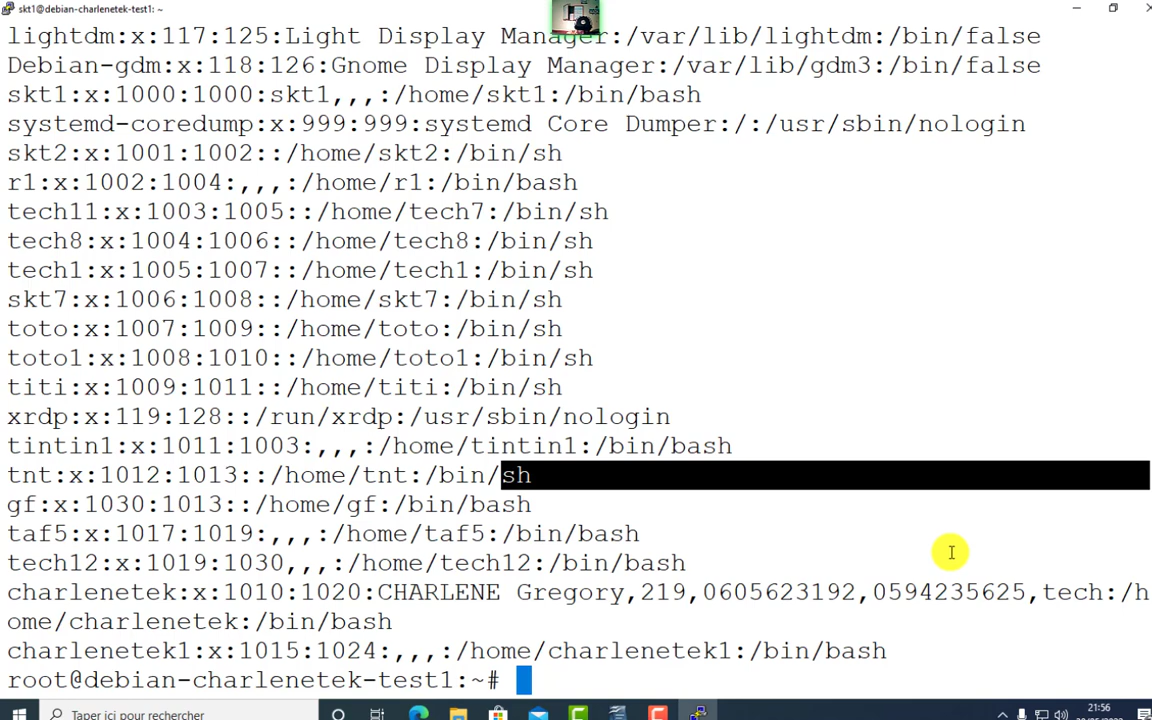 skt1@debian-charlenetek-test1: ~
lightdm:x:117:125:Light Display Manager:/var/lib/lightdm:/bin/false
Debian-gdm:x:118:126:Gnome Display Manager:/var/lib/gdm3:/bin/false
skt1:x:1000:1000:skt1,,,:/home/skt1:/bin/bash
systemd-coredump:x:999:999:systemd Core Dumper:/:/usr/sbin/nologin
skt2:x:1001:1002::/home/skt2:/bin/sh
r1:x:1002:1004:,,,:/home/r1:/bin/bash
tech11:x:1003:1005::/home/tech7:/bin/sh
tech8:x:1004:1006::/home/tech8:/bin/sh
tech1:x:1005:1007::/home/tech1:/bin/sh
skt7:x:1006:1008::/home/skt7:/bin/sh
toto:x:1007:1009::/home/toto:/bin/sh
toto1:x:1008:1010::/home/toto1:/bin/sh
titi:x:1009:1011::/home/titi:/bin/sh
xrdp:x:119:128::/run/xrdp:/usr/sbin/nologin
tintin1:x:1011:1003:,,,:/home/tintin1:/bin/bash
tnt:x:1012:1013::/home/tnt:/bin/sh
gf:x:1030:1013::/home/gf:/bin/bash
taf5:x:1017:1019:,,,:/home/taf5:/bin/bash
tech12:x:1019:1030,,,:/home/tech12:/bin/bash
charlenetek:x:1010:1020:CHARLENE Gregory,219,0605623192,0594235625,tech:/h
ome/charlenetek:/bin/bash
charlenetek1:x:1015:1024:,,,:/home/charlenetek1:/bin/bash
root@debian-charlenetek-test1:~#
Taper ici pour rechercher
21:56